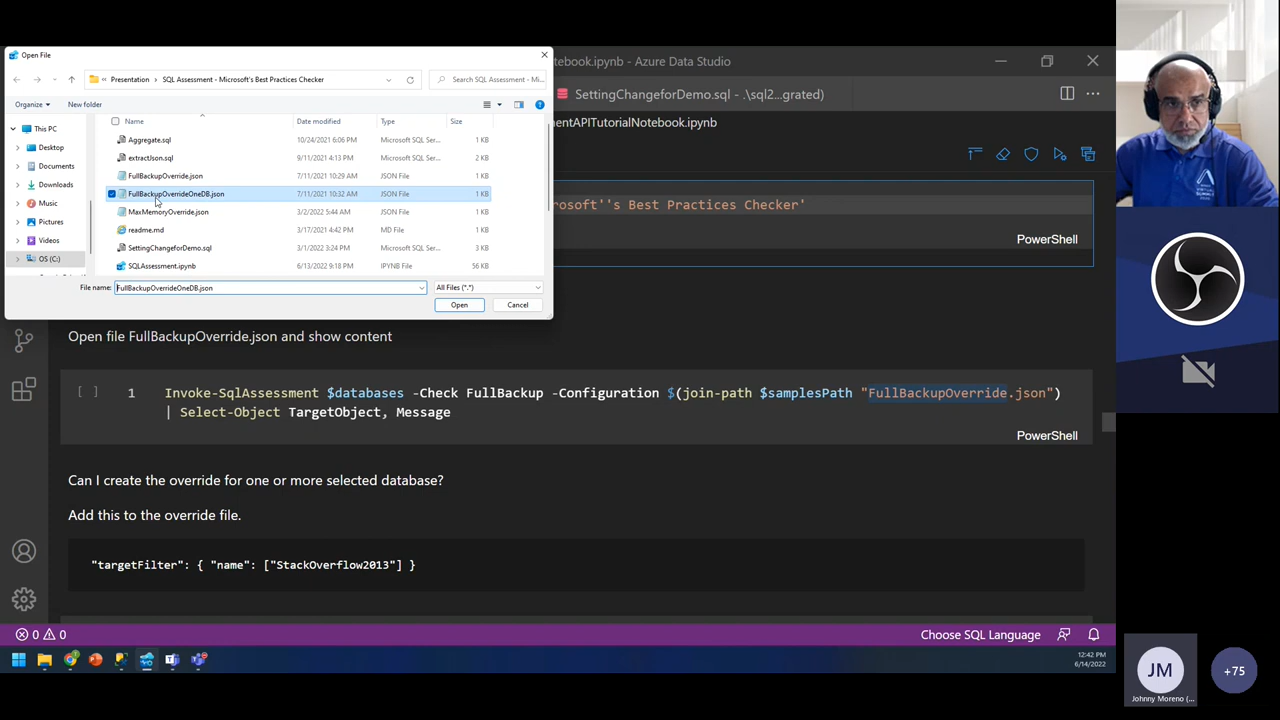 Open File
Presentation
SQL Assessment - Microsoft's Best Practices Checker
Search SQL Assessment - Mi...
Organize
New folder
Name
Date modified
Type
Size
This PC
Desktop
Documents
Downloads
Music
Pictures
Videos
OS (C:)
Aggregate.sql 10/24/2021 6:06 PM Microsoft SQL Ser... 1 KB
extractJson.sql 9/11/2021 4:13 PM Microsoft SQL Ser... 2 KB
FullBackupOverride.json 7/11/2021 10:29 AM JSON File 1 KB
FullBackupOverrideOneDB.json 7/11/2021 10:32 AM JSON File 1 KB
MaxMemoryOverride.json 3/2/2022 5:44 AM JSON File 1 KB
readme.md 3/17/2021 4:42 PM MD File 1 KB
SettingChangeforDemo.sql 3/1/2022 3:24 PM Microsoft SQL Ser... 3 KB
SQLAssessment.ipynb 6/13/2022 9:18 PM IPYNB File 56 KB
File name: FullBackupOverrideOneDB.json
All Files (*.*)
Open
Cancel
otebook.ipynb - Azure Data Studio
SettingChangeforDemo.sql - .\sql2...grated)
entAPITutorialNotebook.ipynb
rosoft''s Best Practices Checker'
PowerShell
Open file FullBackupOverride.json and show content
[ ] 1 Invoke-SqlAssessment $databases -Check FullBackup -Configuration $(join-path $samplesPath "FullBackupOverride.json")
| Select-Object TargetObject, Message
PowerShell
Can I create the override for one or more selected database?
Add this to the override file.
"targetFilter": { "name": ["StackOverflow2013"] }
0 0
Choose SQL Language
12:42 PM
6/14/2022
JM
Johnny Moreno (...
+75